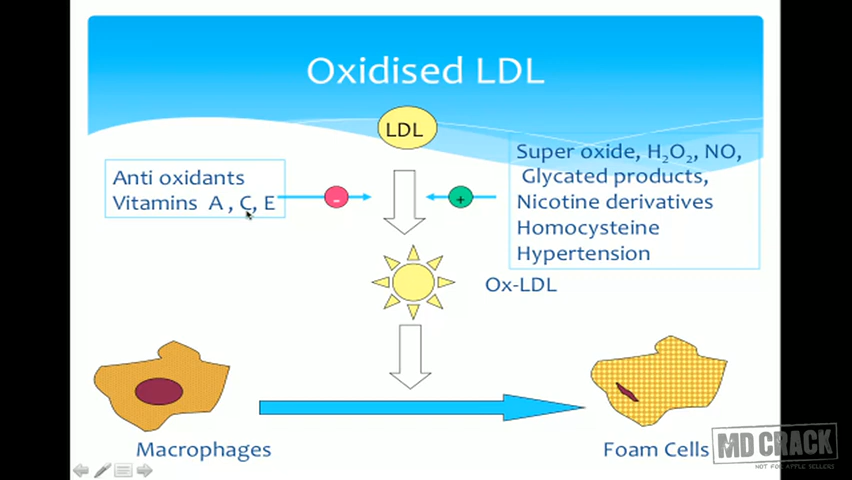 Oxidised LDL
LDL
Anti oxidants
Vitamins A , C, E
-
+
Super oxide, H₂O₂, NO,
Glycated products,
Nicotine derivatives
Homocysteine
Hypertension
Ox-LDL
Macrophages
Foam Cells
MD CRACK
NOT FOR APPLE SELLERS